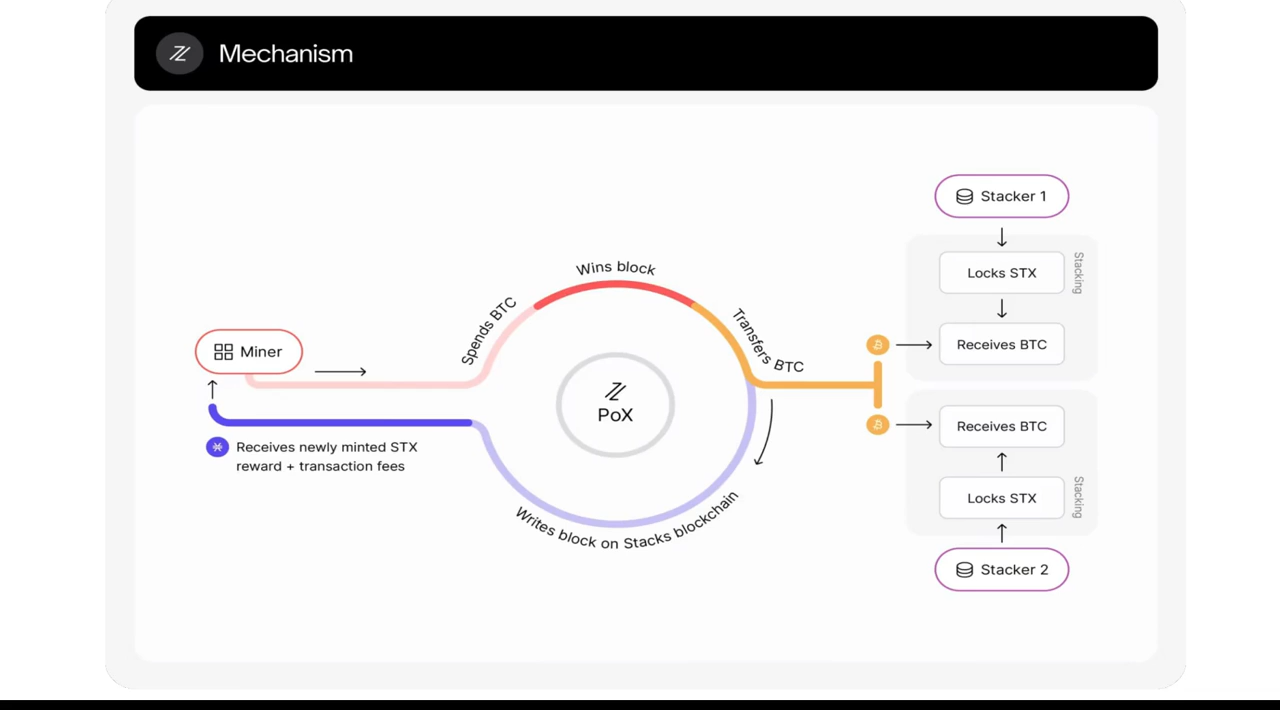 Mechanism
Stacker 1
Locks STX
Stacking
Receives BTC
Wins block
Spends BTC
Transfers BTC
Miner
PoX
Receives newly minted STX
reward + transaction fees
Writes block on Stacks blockchain
Receives BTC
Locks STX
Stacking
Stacker 2